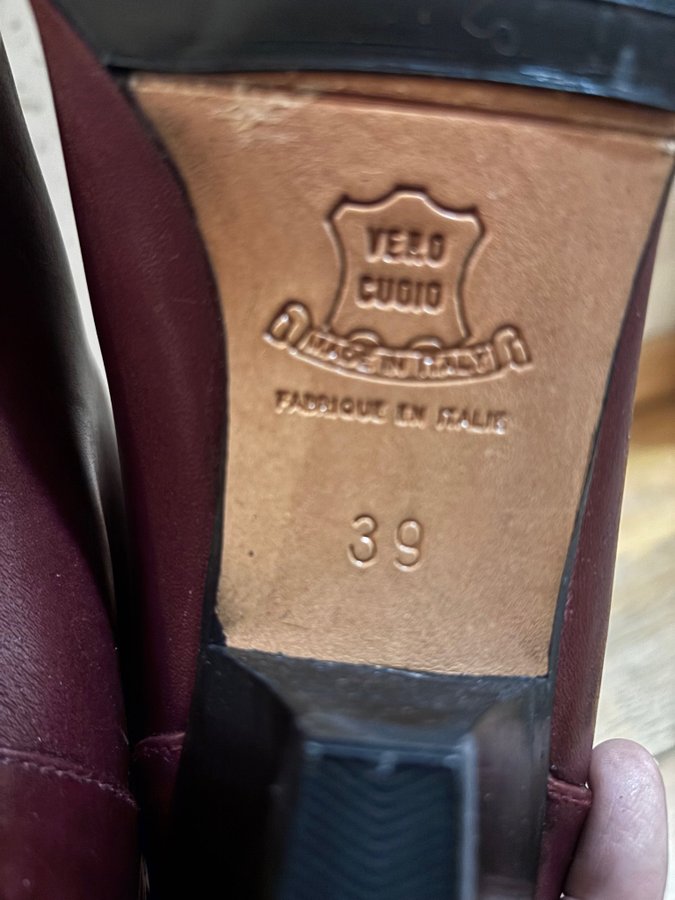 VERO
CUOIO
MADE IN ITALY
FABRIQUE EN ITALIE
39